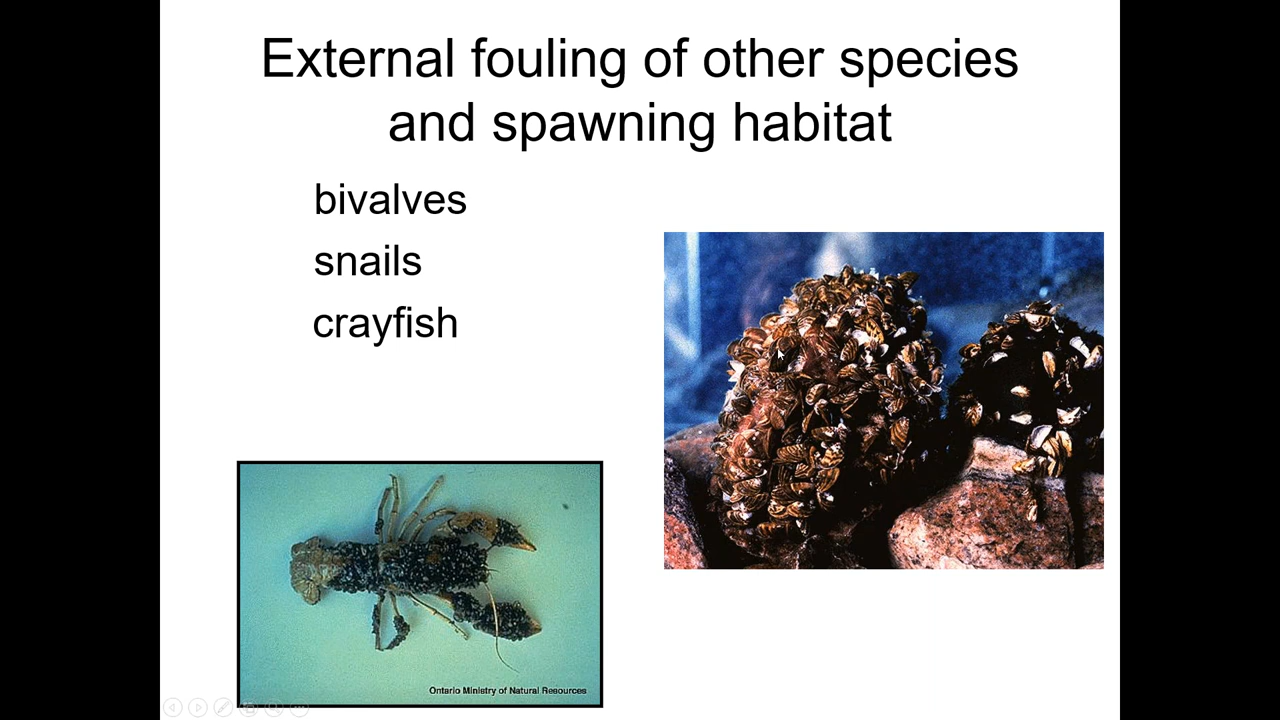 External fouling of other species
and spawning habitat
bivalves
snails
crayfish
Ontario Ministry of Natural Resources